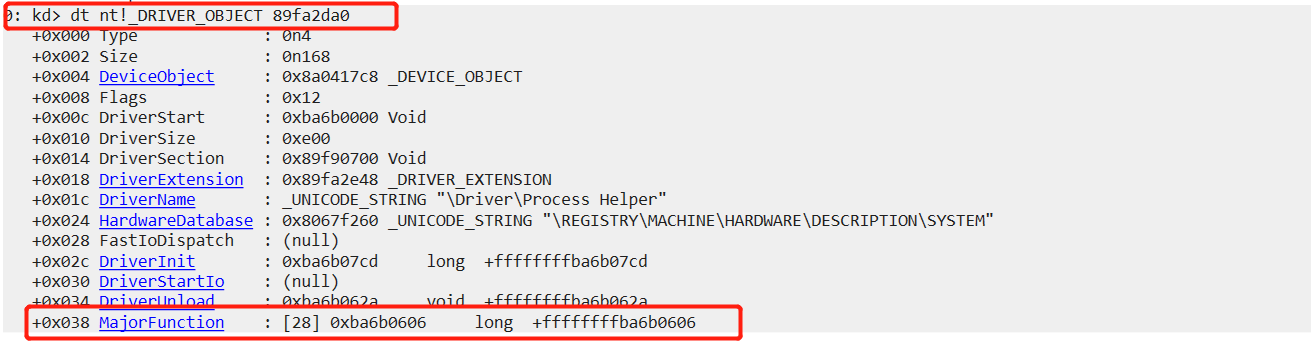 0: kd> dt nt!_DRIVER_OBJECT 89fa2da0
+0x000 Type : 0n4
+0x002 Size : 0n168
+0x004 DeviceObject : 0x8a0417c8 _DEVICE_OBJECT
+0x008 Flags : 0x12
+0x00c DriverStart : 0xba6b0000 Void
+0x010 DriverSize : 0xe00
+0x014 DriverSection : 0x89f90700 Void
+0x018 DriverExtension : 0x89fa2e48 _DRIVER_EXTENSION
+0x01c DriverName : _UNICODE_STRING "\Driver\Process Helper"
+0x024 HardwareDatabase : 0x8067f260 _UNICODE_STRING "\REGISTRY\MACHINE\HARDWARE\DESCRIPTION\SYSTEM"
+0x028 FastIoDispatch : (null)
+0x02c DriverInit : 0xba6b07cd long +ffffffffba6b07cd
+0x030 DriverStartIo : (null)
+0x034 DriverUnload : 0xba6b062a void +ffffffffba6b062a
+0x038 MajorFunction : [28] 0xba6b0606 long +ffffffffba6b0606